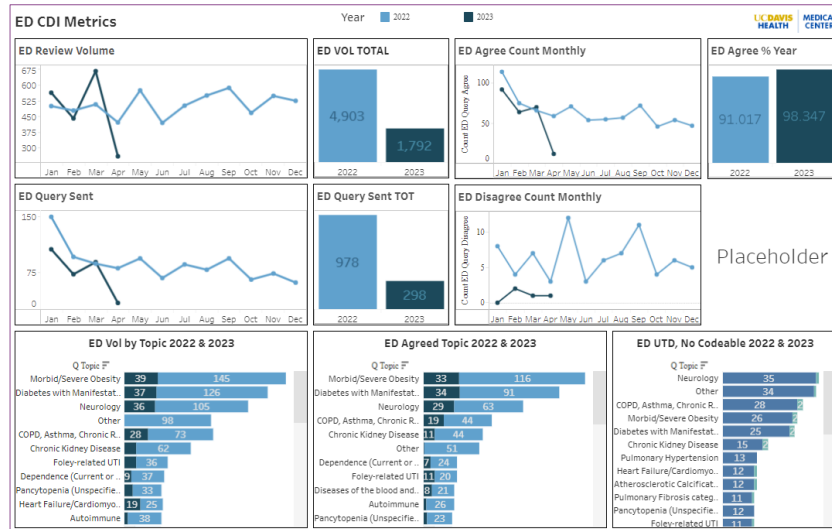 ED CDI Metrics
Year 2022 2023
UCDAVIS HEALTH MEDICAL CENTER
ED Review Volume
675
600
525
450
375
300
Jan Feb Mar Apr May Jun Jul Aug Sep Oct Nov Dec
ED VOL TOTAL
4,903
1,792
2022 2023
ED Agree Count Monthly
Count ED Query Agree
100
50
0
Jan Feb Mar Apr May Jun Jul Aug Sep Oct Nov Dec
ED Agree % Year
91.017 98.347
2022 2023
ED Query Sent
150
75
0
Jan Feb Mar Apr May Jun Jul Aug Sep Oct Nov Dec
ED Query Sent TOT
978
298
2022 2023
ED Disagree Count Monthly
Count ED Query Disagree
10
5
0
Jan Feb Mar Apr May Jun Jul Aug Sep Oct Nov Dec
Placeholder
ED Vol by Topic 2022 & 2023
Q Topic
Morbid/Severe Obesity 39 145
Diabetes with Manifestat.. 37 126
Neurology 36 105
Other 98
COPD, Asthma, Chronic R.. 28 73
Chronic Kidney Disease 62
Foley-related UTI 36
Dependence (Current or .. 9 37
Pancytopenia (Unspecifie.. 33
Heart Failure/Cardiomyo.. 19 25
Autoimmune 38
ED Agreed Topic 2022 & 2023
Q Topic
Morbid/Severe Obesity 33 116
Diabetes with Manifestat.. 34 91
Neurology 29 63
COPD, Asthma, Chronic R.. 19 44
Chronic Kidney Disease 11 44
Other 51
Dependence (Current or .. 7 24
Foley-related UTI 11 20
Diseases of the blood and.. 8 21
Autoimmune 26
Pancytopenia (Unspecifie.. 23
ED UTD, No Codeable 2022 & 2023
Q Topic
Neurology 35
Other 34
COPD, Asthma, Chronic R.. 28 2
Morbid/Severe Obesity 26 2
Diabetes with Manifestat.. 25 2
Chronic Kidney Disease 15 2
Pulmonary Hypertension 13
Heart Failure/Cardiomyo.. 12
Atherosclerotic Calcificat.. 12
Pulmonary Fibrosis categ.. 11
Pancytopenia (Unspecifie.. 12
Foley-related UTI 11